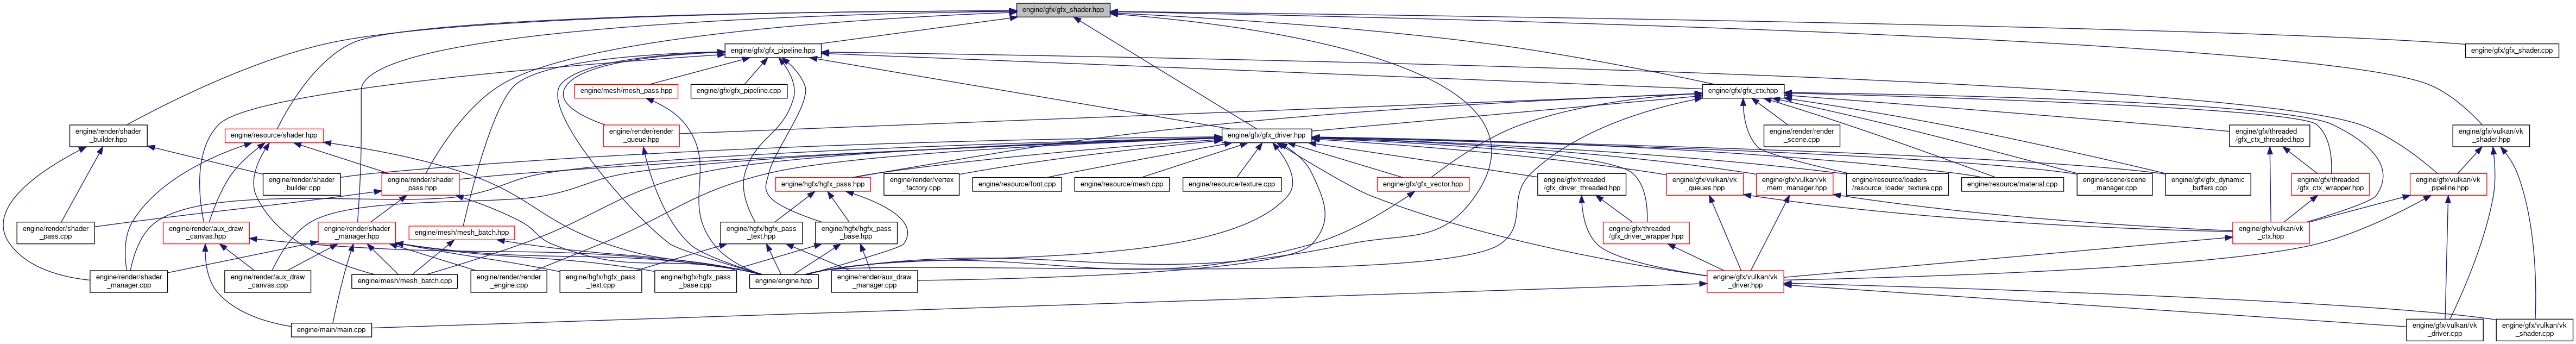 engine/gfx/gfx_shader.hpp
engine/gfx/gfx_pipeline.hpp
engine/gfx/gfx_shader.cpp
engine/mesh/mesh_pass.hpp
engine/gfx/gfx_pipeline.cpp
engine/gfx/gfx_ctx.hpp
engine/render/shader
_builder.hpp
engine/resource/shader.hpp
engine/render/render
_queue.hpp
engine/gfx/gfx_driver.hpp
engine/render/render
_scene.cpp
engine/gfx/threaded
/gfx_ctx_threaded.hpp
engine/gfx/vulkan/vk
_shader.hpp
engine/render/shader
_builder.cpp
engine/render/shader
_pass.hpp
engine/hgfx/hgfx_pass.hpp
engine/render/vertex
_factory.cpp
engine/resource/font.cpp
engine/resource/mesh.cpp
engine/resource/texture.cpp
engine/gfx/gfx_vector.hpp
engine/gfx/threaded
/gfx_driver_threaded.hpp
engine/gfx/vulkan/vk
_queues.hpp
engine/gfx/vulkan/vk
_mem_manager.hpp
engine/resource/loaders
/resource_loader_texture.cpp
engine/resource/material.cpp
engine/scene/scene
_manager.cpp
engine/gfx/gfx_dynamic
_buffers.cpp
engine/gfx/threaded
/gfx_ctx_wrapper.hpp
engine/gfx/vulkan/vk
_pipeline.hpp
engine/render/shader
_pass.cpp
engine/render/aux_draw
_canvas.hpp
engine/render/shader
_manager.hpp
engine/mesh/mesh_batch.hpp
engine/hgfx/hgfx_pass
_text.hpp
engine/hgfx/hgfx_pass
_base.hpp
engine/gfx/threaded
/gfx_driver_wrapper.hpp
engine/gfx/vulkan/vk
_ctx.hpp
engine/render/shader
_manager.cpp
engine/render/aux_draw
_canvas.cpp
engine/mesh/mesh_batch.cpp
engine/render/render
_engine.cpp
engine/hgfx/hgfx_pass
_text.cpp
engine/hgfx/hgfx_pass
_base.cpp
engine/engine.hpp
engine/render/aux_draw
_manager.cpp
engine/gfx/vulkan/vk
_driver.hpp
engine/main/main.cpp
engine/gfx/vulkan/vk
_driver.cpp
engine/gfx/vulkan/vk
_shader.cpp